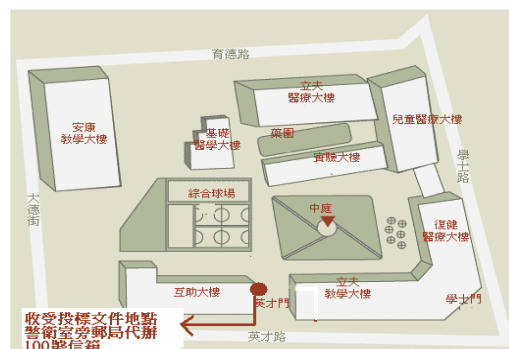 育德路
立夫
醫療大樓
兒童醫療大樓
安康
教學大樓
基礎
醫學大樓
藥園
實驗大樓
學士路
綜合球場
大德街
中庭
復健
醫療大樓
互助大樓
英才門
立夫
教學大樓
學士門
收受投標文件地點
警衛室旁郵局代辦
100號信箱
英才路